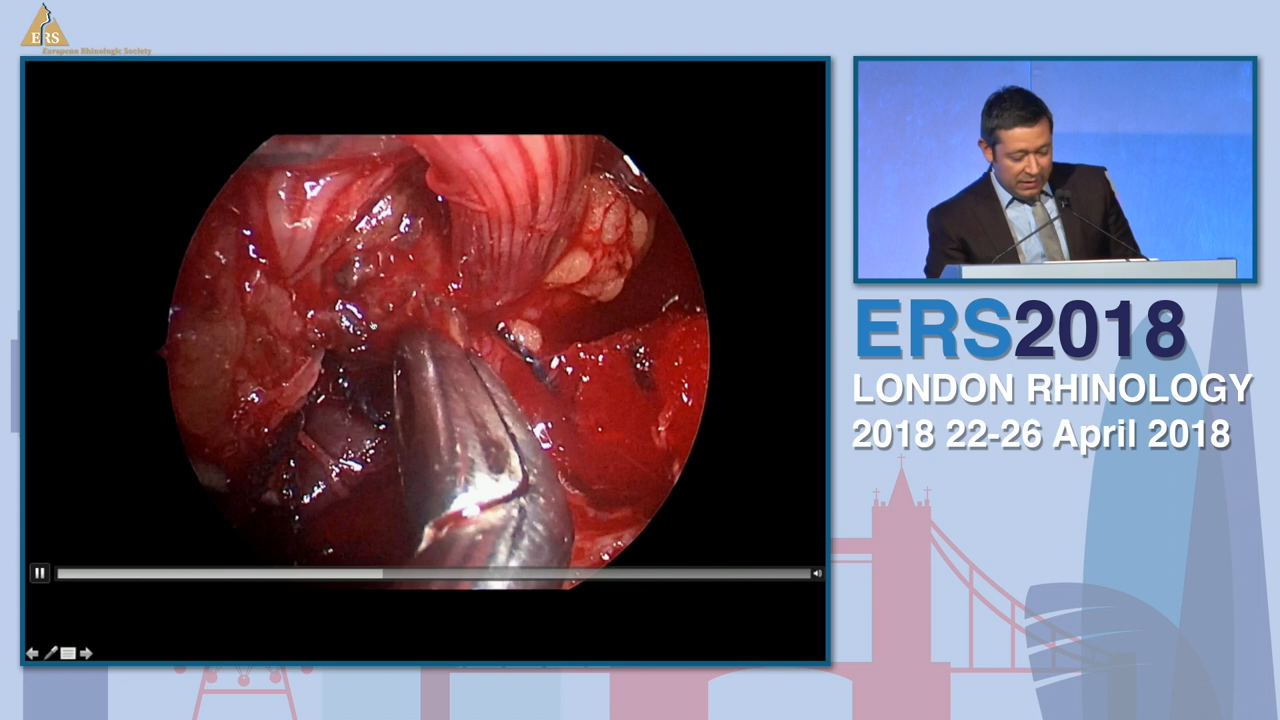 ERS
European Rhinologic Society
ERS2018
LONDON RHINOLOGY
2018 22-26 April 2018